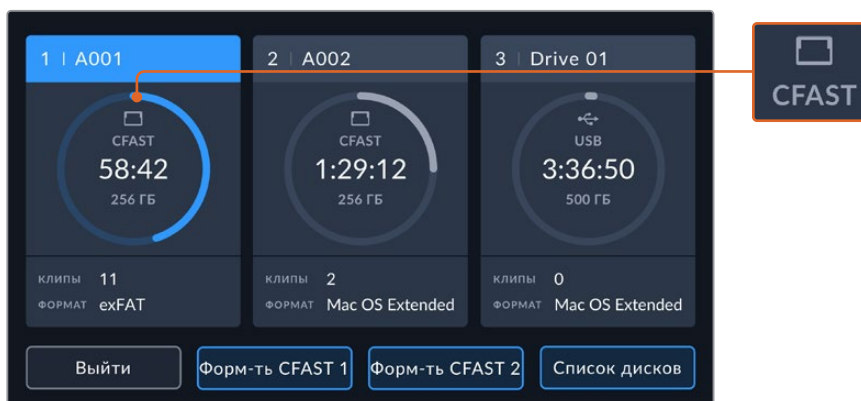 1 | A001
CFAST
58:42
256 ГБ
клипы 11
формат exFAT
2 | A002
CFAST
1:29:12
256 ГБ
клипы 2
формат Mac OS Extended
3 | Drive 01
USB
3:36:50
500 ГБ
клипы 0
формат Mac OS Extended
Выйти
Форм-ть CFAST 1
Форм-ть CFAST 2
Список дисков
CFAST